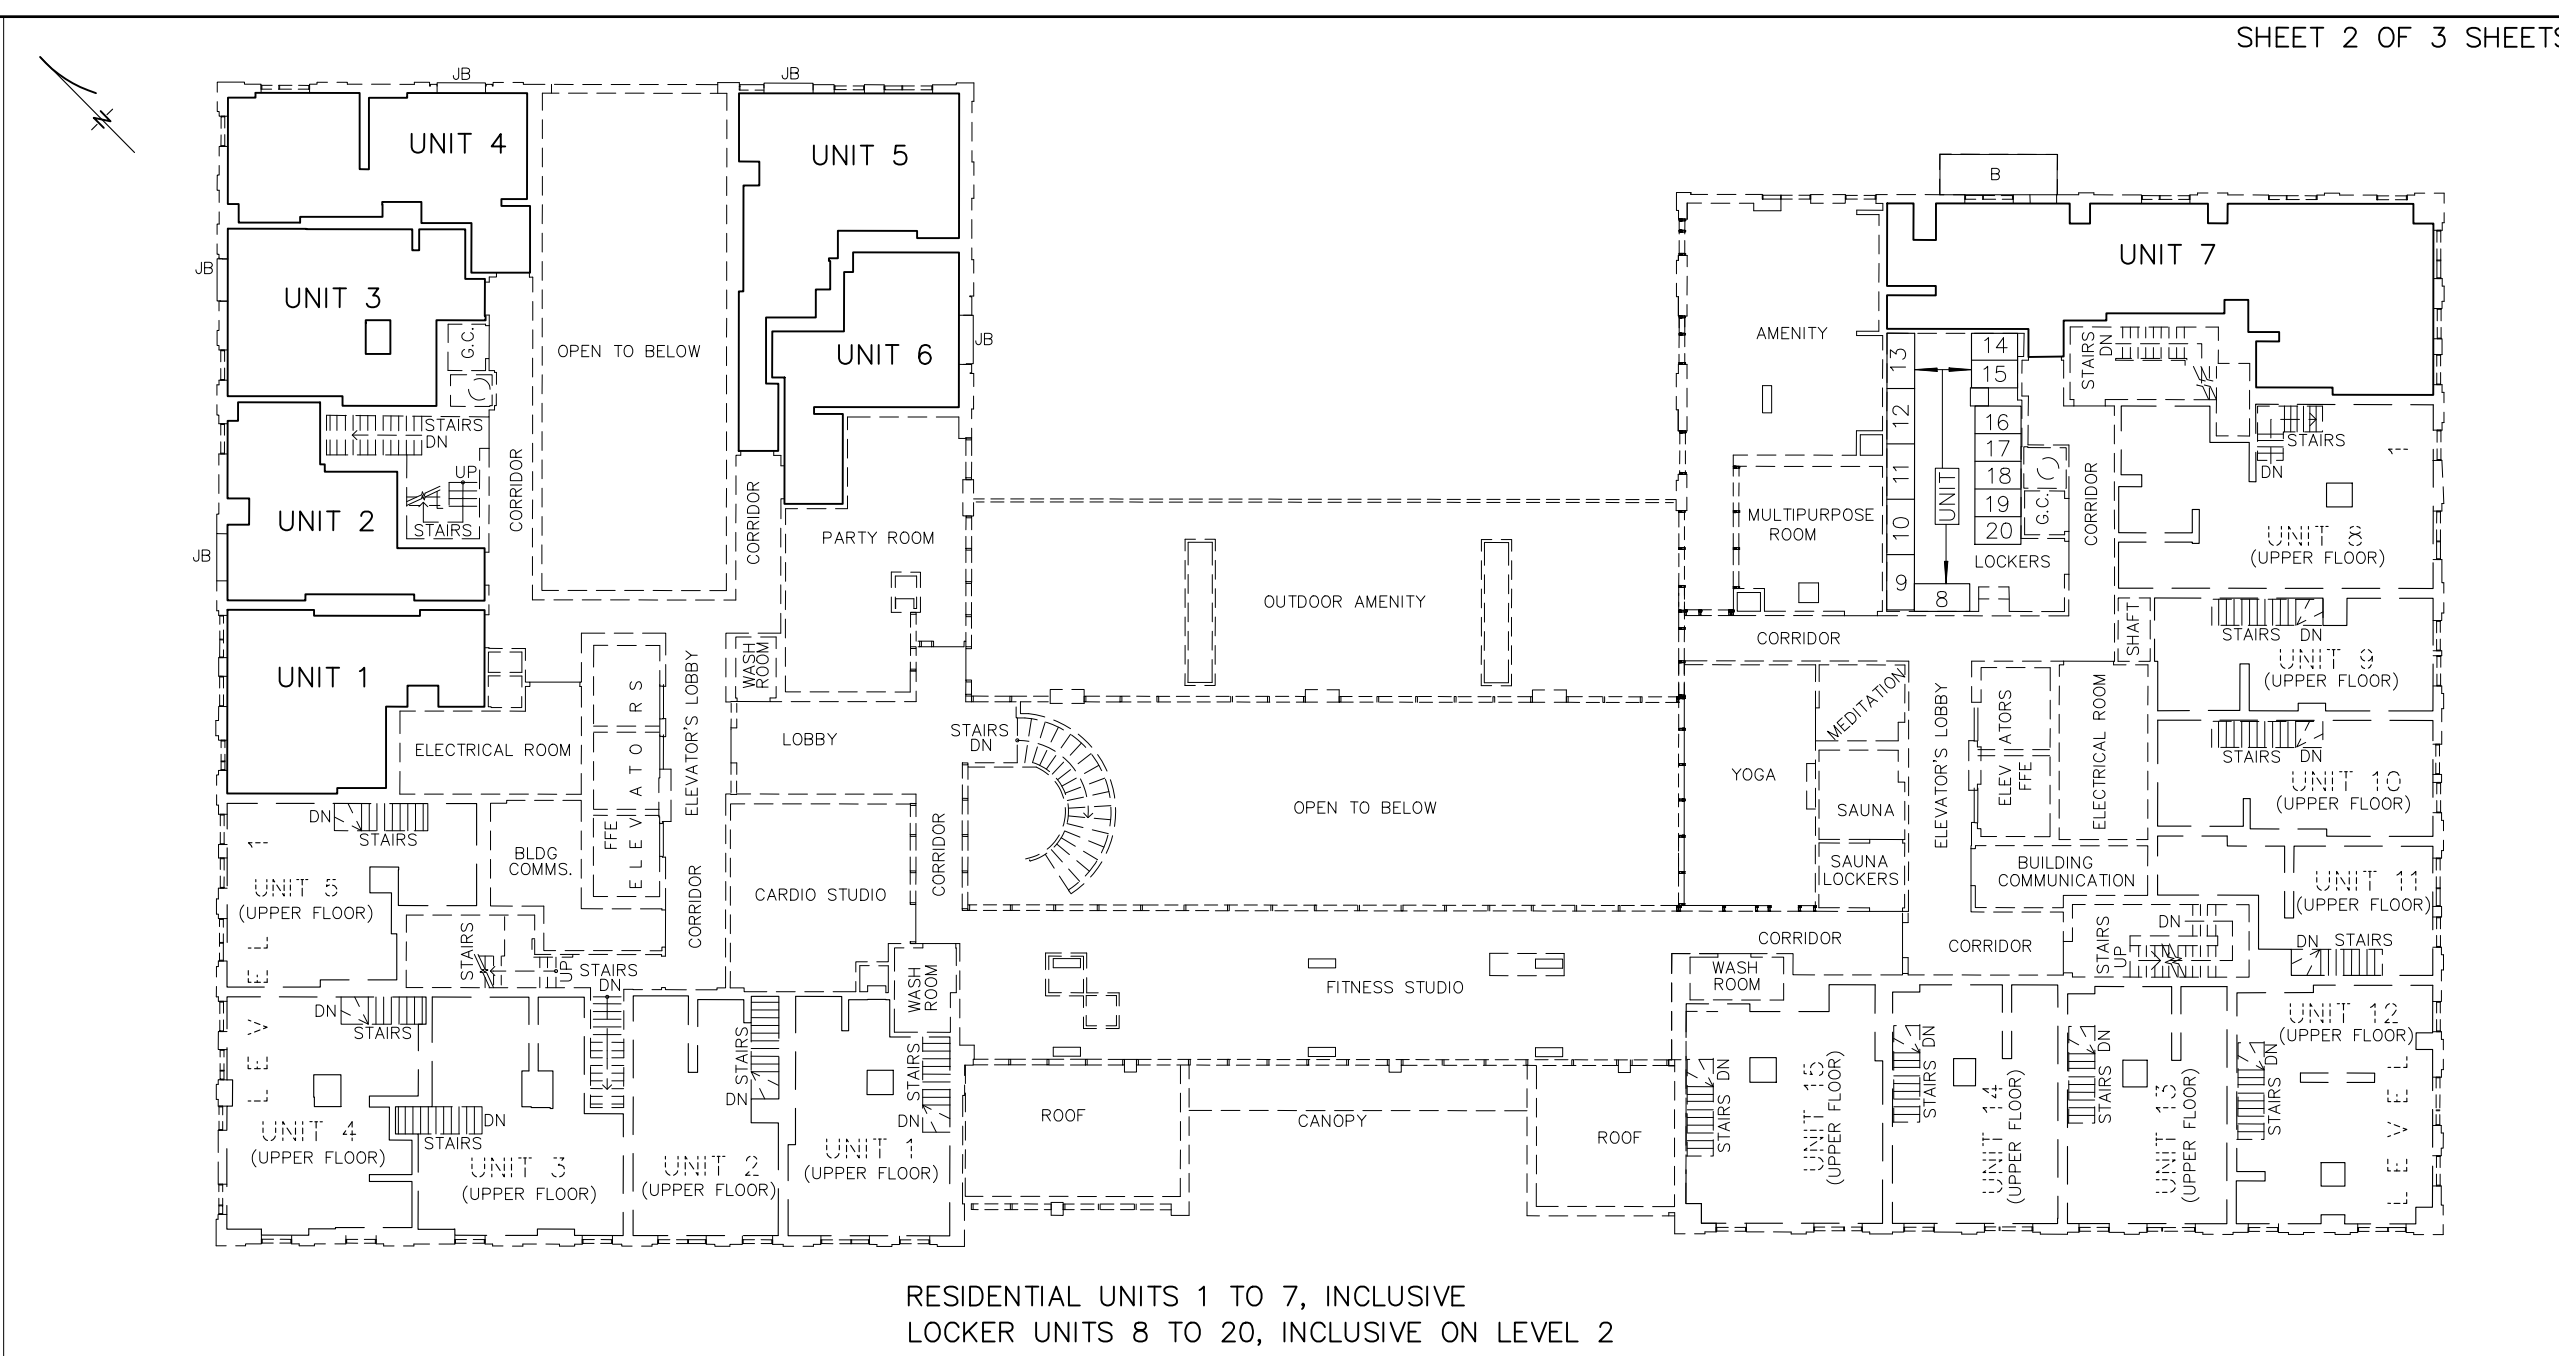 SHEET 2 OF 3 SHEETS
N
JB
JB
UNIT 4
UNIT 5
B
UNIT 7
JB
UNIT 3
G.C.
OPEN TO BELOW
UNIT 6
JB
AMENITY
13
14
15
12
16
17
11
18
19
10
20
9
8
UNIT
LOCKERS
G.C.
STAIRS
DN
CORRIDOR
STAIRS
DN
UP
STAIRS
CORRIDOR
UNIT 2
JB
CORRIDOR
PARTY ROOM
MULTIPURPOSE
ROOM
STAIRS
DN
1
UNIT 8
(UPPER FLOOR)
OUTDOOR AMENITY
UNIT 1
WASH
ROOM
ELEVATOR'S LOBBY
CORRIDOR
SHAFT
STAIRS
DN
UNIT 9
(UPPER FLOOR)
ELECTRICAL ROOM
ELEVATORS
FFE
LOBBY
STAIRS
DN
MEDITATION
YOGA
SAUNA
SAUNA
LOCKERS
ELEVATOR'S LOBBY
ELEVATORS
FFE
ELECTRICAL ROOM
STAIRS
DN
UNIT 10
(UPPER FLOOR)
OPEN TO BELOW
DN
STAIRS
LEVEL 1
UNIT 5
(UPPER FLOOR)
BLDG
COMMS.
CORRIDOR
CARDIO STUDIO
CORRIDOR
BUILDING
COMMUNICATION
UNIT 11
(UPPER FLOOR)
STAIRS
UP
STAIRS
DN
WASH
ROOM
FITNESS STUDIO
CORRIDOR
WASH
ROOM
CORRIDOR
STAIRS
UP
DN
DN
STAIRS
DN
STAIRS
UNIT 4
(UPPER FLOOR)
DN
STAIRS
UNIT 3
(UPPER FLOOR)
STAIRS
DN
UNIT 2
(UPPER FLOOR)
STAIRS
DN
UNIT 1
(UPPER FLOOR)
ROOF
CANOPY
ROOF
STAIRS DN
UNIT 15
(UPPER FLOOR)
STAIRS DN
UNIT 14
(UPPER FLOOR)
STAIRS DN
UNIT 13
(UPPER FLOOR)
STAIRS DN
UNIT 12
(UPPER FLOOR)
LEVEL
RESIDENTIAL UNITS 1 TO 7, INCLUSIVE
LOCKER UNITS 8 TO 20, INCLUSIVE ON LEVEL 2